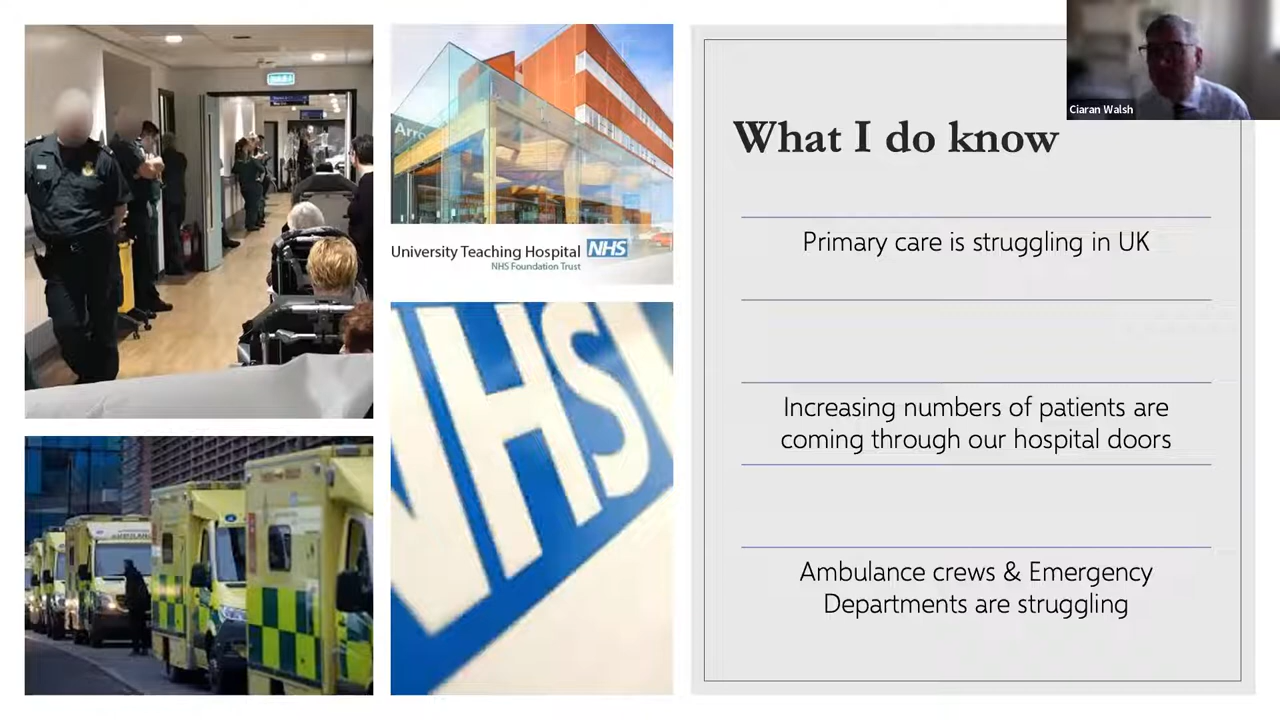 Arro
University Teaching Hospital NHS
NHS Foundation Trust
NHS
What I do know
Primary care is struggling in UK
Increasing numbers of patients are
coming through our hospital doors
Ambulance crews & Emergency
Departments are struggling
Ciaran Walsh